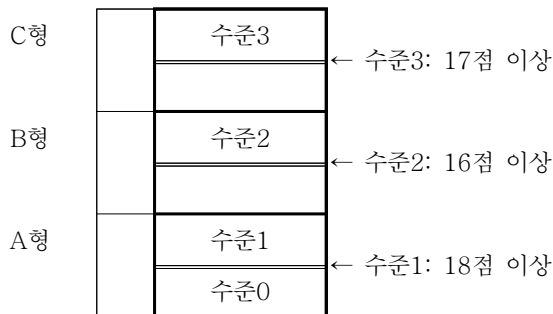 C형 수준3
← 수준3: 17점 이상
B형 수준2
← 수준2: 16점 이상
A형 수준1
← 수준1: 18점 이상
수준0